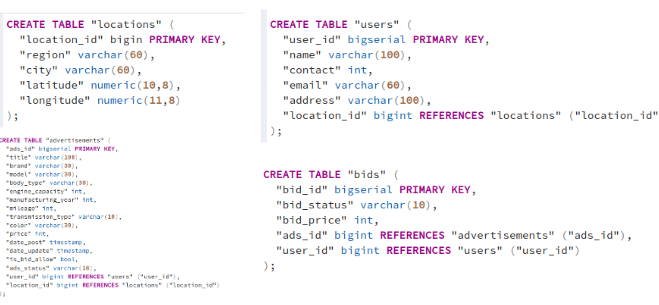 CREATE TABLE "locations" (
"location_id" bigin PRIMARY KEY,
"region" varchar(60),
"city" varchar(60),
"latitude" numeric(10,8),
"longitude" numeric(11,8)
);
CREATE TABLE "users" (
"user_id" bigserial PRIMARY KEY,
"name" varchar(100),
"contact" int,
"email" varchar(60),
"address" varchar(100),
"location_id" bigint REFERENCES "locations" ("location_id"
);
CREATE TABLE "advertisements" (
"ads_id" bigserial PRIMARY KEY,
"title" varchar(100),
"brand" varchar(30),
"model" varchar(30),
"body_type" varchar(30),
"engine_capacity" int,
"manufacturing_year" int,
"mileage" int,
"transmission_type" varchar(10),
"color" varchar(30),
"price" int,
"date_post" timestamp,
"date_update" timestamp,
"is_bid_allow" bool,
"ads_status" varchar(10),
"user_id" bigint REFERENCES "users" ("user_id"),
"location_id" bigint REFERENCES "locations" ("location_id")
);
CREATE TABLE "bids" (
"bid_id" bigserial PRIMARY KEY,
"bid_status" varchar(10),
"bid_price" int,
"ads_id" bigint REFERENCES "advertisements" ("ads_id"),
"user_id" bigint REFERENCES "users" ("user_id")
);